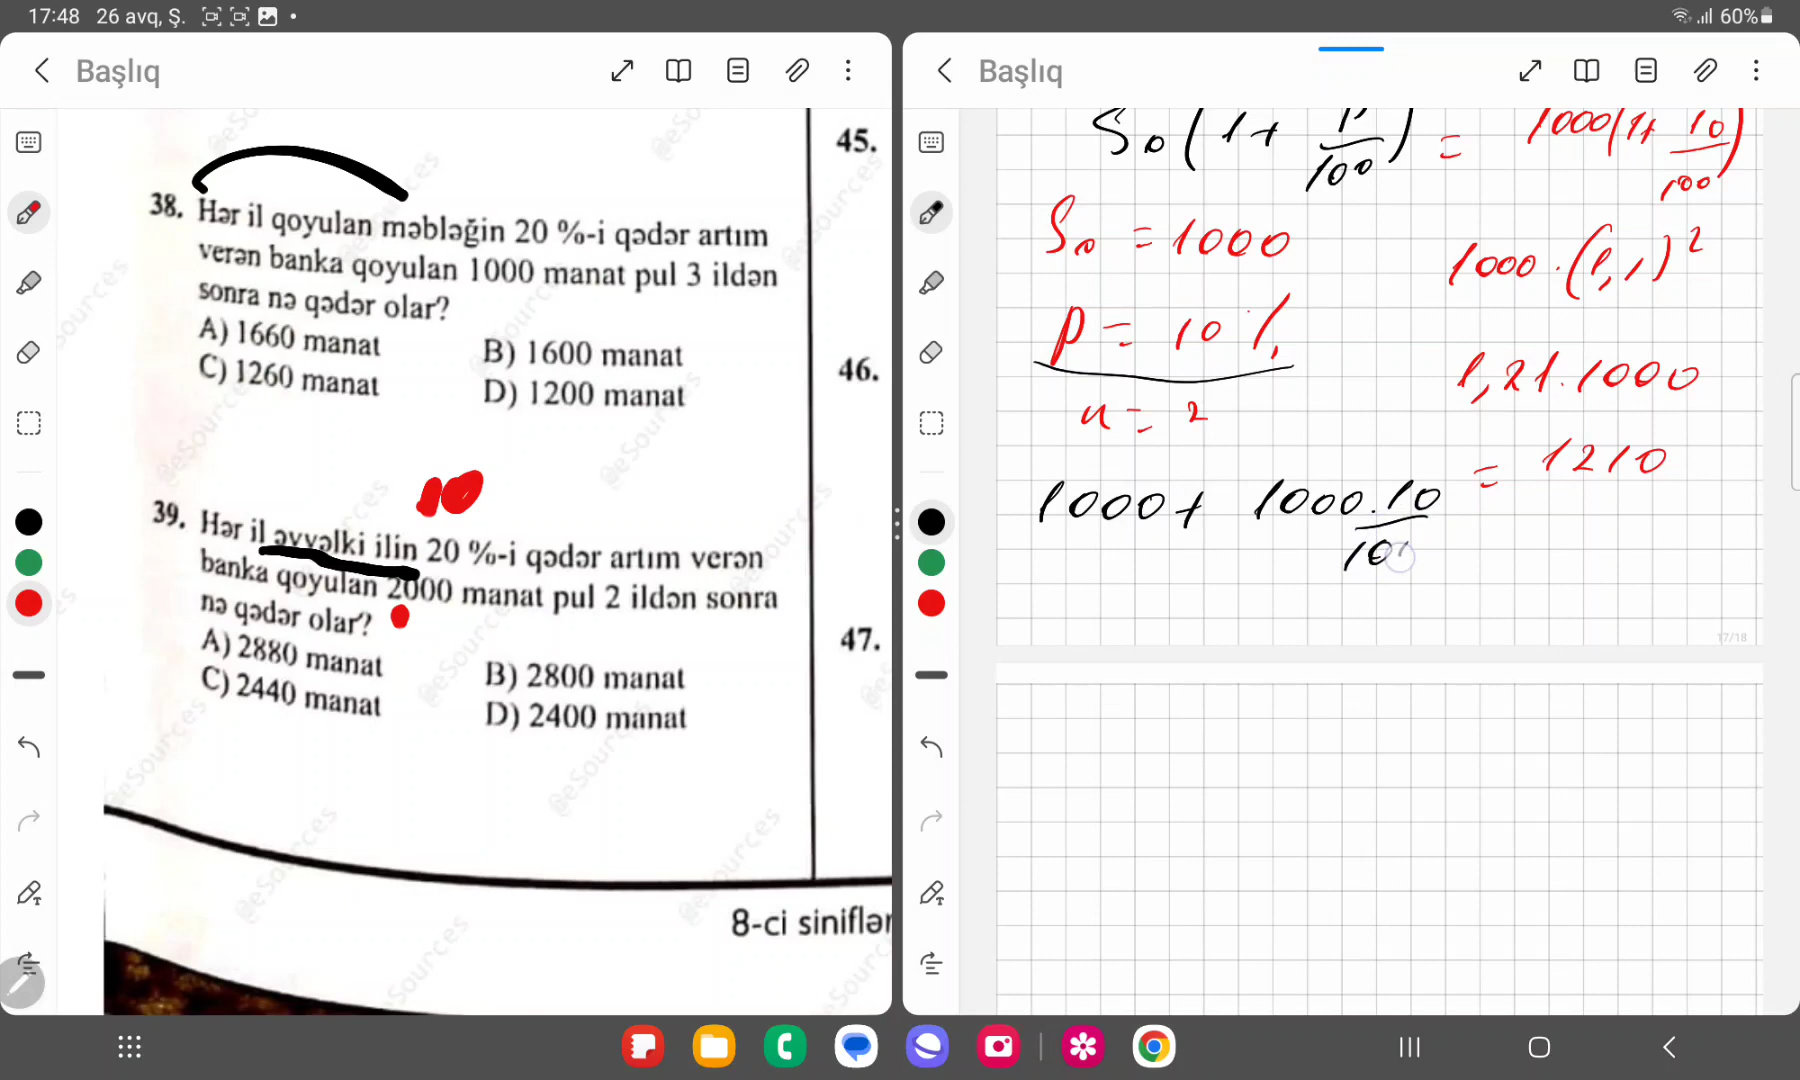 17:48 26 avq, Ş.
60%
Başlıq
45.
38. Hər il qoyulan məbləğin 20 %-i qədər artım
verən banka qoyulan 1000 manat pul 3 ildən
sonra nə qədər olar?
A) 1660 manat B) 1600 manat
C) 1260 manat D) 1200 manat
46.
10
39. Hər il əvvəlki ilin 20 %-i qədər artım verən
banka qoyulan 2000 manat pul 2 ildən sonra
nə qədər olar?
A) 2880 manat B) 2800 manat
C) 2440 manat D) 2400 manat
47.
8-ci siniflər
@eSources
Başlıq
S₀(1+ p/100) = 1000(1+ 10/100)
S₀ = 1000
1000·(1,1)²
p = 10 %
1,21·1000
n = 2
= 1210
1000+ 1000·10/100
17/18